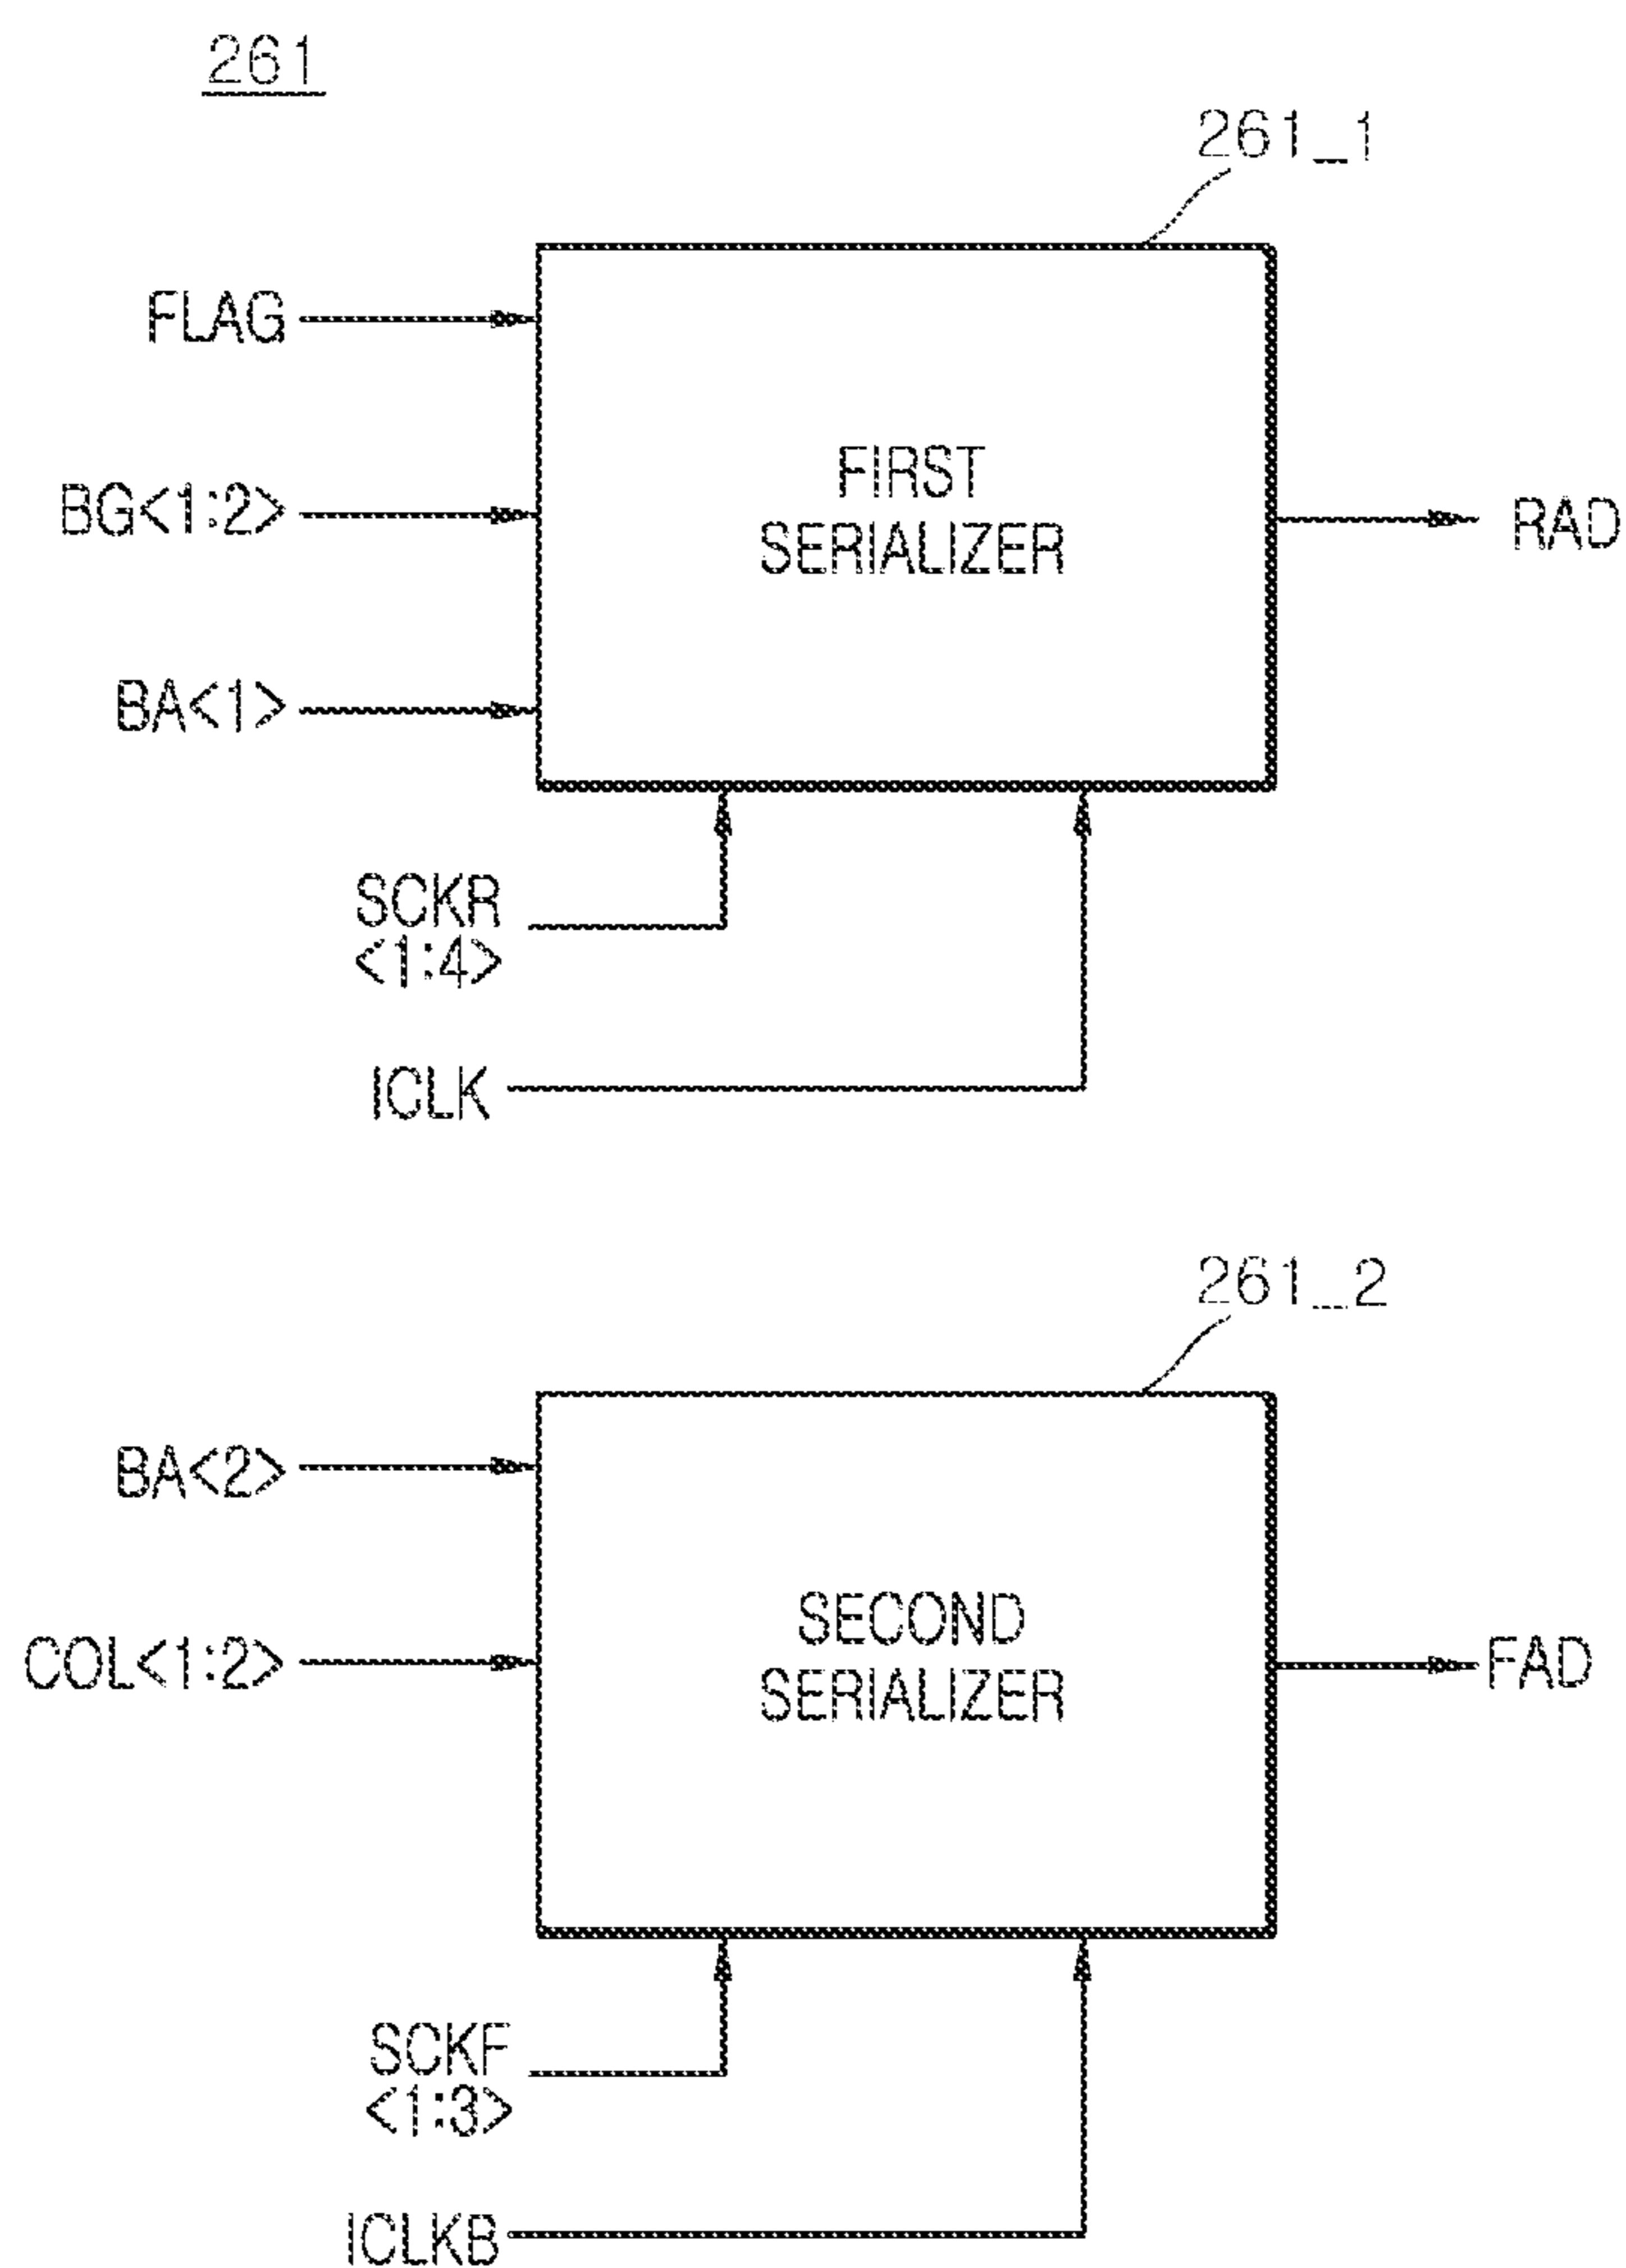 261
261_1
FLAG
BG<1:2>
BA<1>
FIRST
SERIALIZER
RAD
SCKR
<1:4>
ICLK
261_2
BA<2>
COL<1:2>
SECOND
SERIALIZER
FAD
SCKF
<1:3>
ICLKB